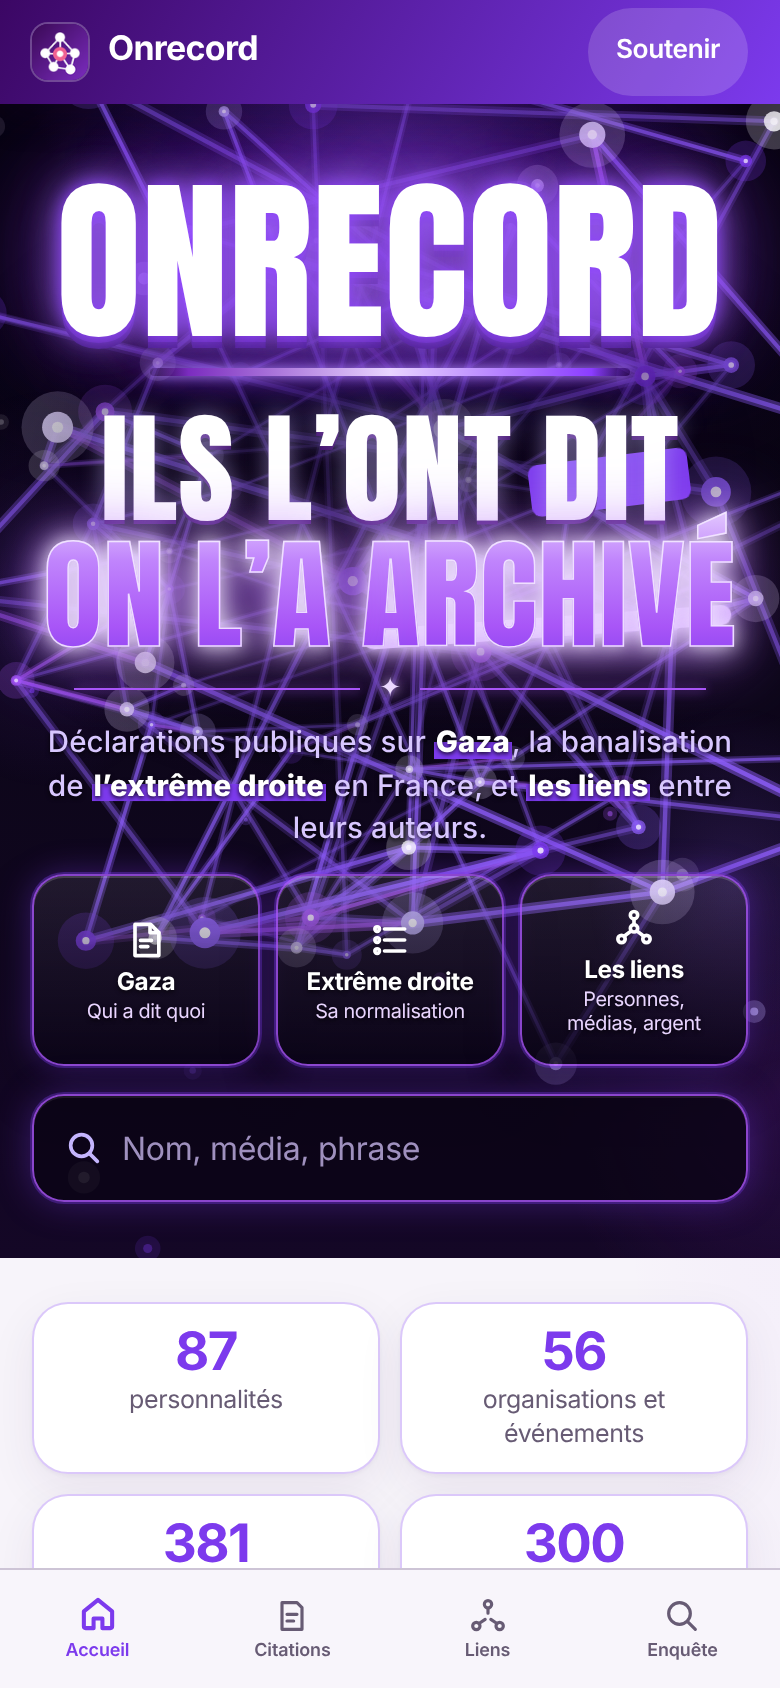 Onrecord
Soutenir
ONRECORD
ILS L’ONT DIT
ON L’A ARCHIVÉ
Déclarations publiques sur Gaza, la banalisation
de l’extrême droite en France, et les liens entre
leurs auteurs.
Gaza
Qui a dit quoi
Extrême droite
Sa normalisation
Les liens
Personnes,
médias, argent
Nom, média, phrase
87
personnalités
56
organisations et
événements
381
300
Accueil
Citations
Liens
Enquête